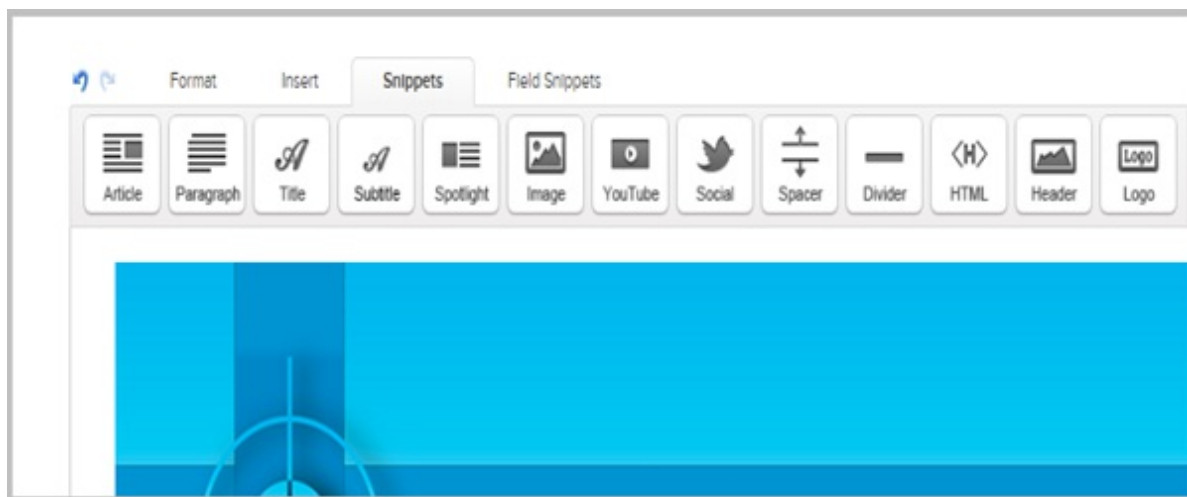 Format Insert Snippets Field Snippets
<H> Logo
Article Paragraph Title Subtitle Spotlight Image YouTube Social Spacer Divider HTML Header Logo